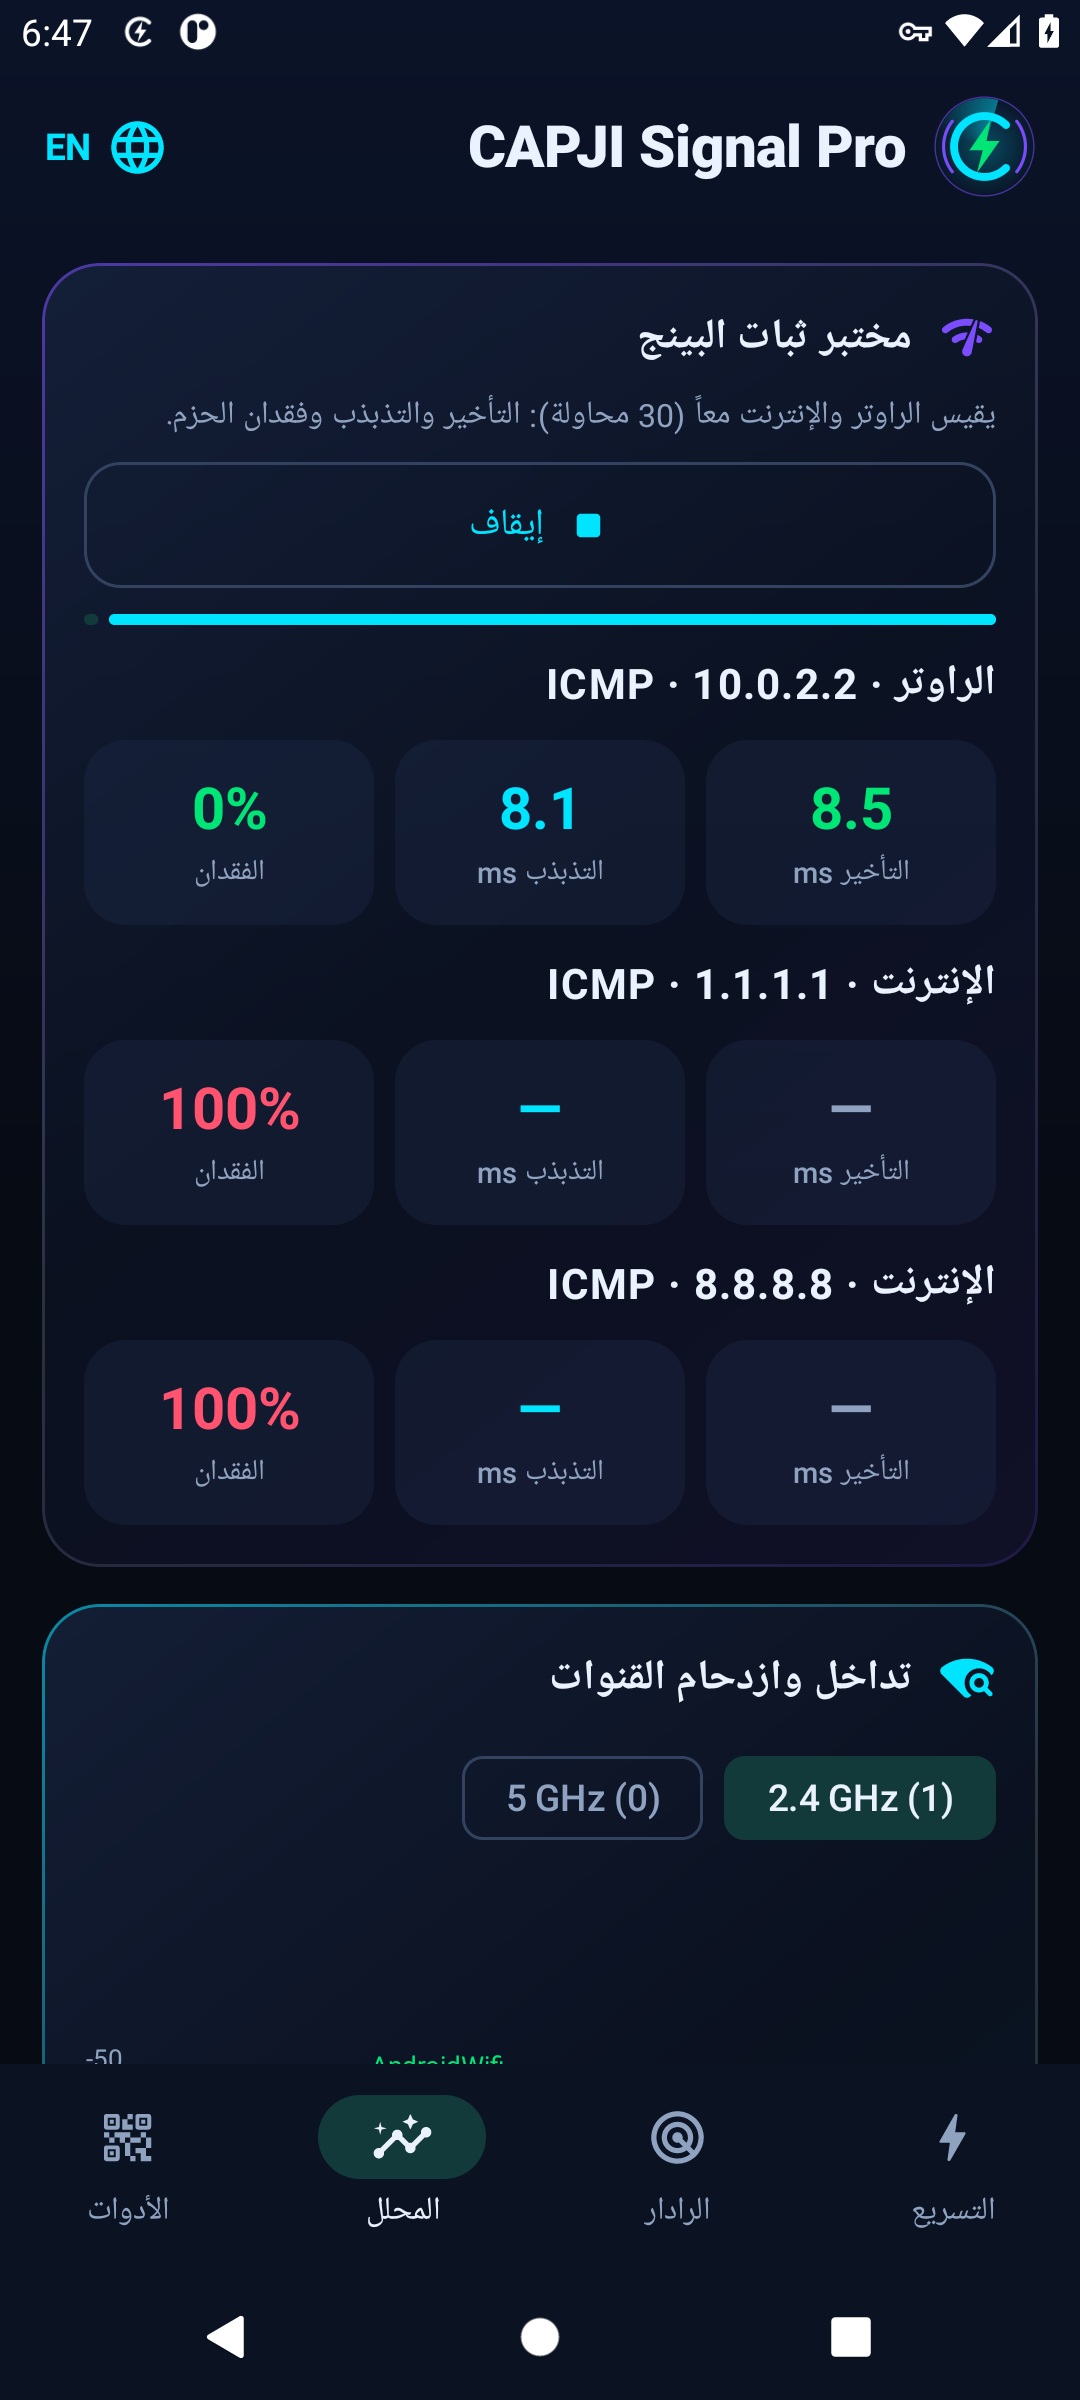 6:47
CAPJI Signal Pro
EN
مختبر ثبات البينج
يقيس الراوتر والإنترنت معاً (30 محاولة): التأخير والتذبذب وفقدان الحزم.
إيقاف
الراوتر · 10.0.2.2 · ICMP
8.5
8.1
0%
التأخير ms
التذبذب ms
الفقدان
الإنترنت · 1.1.1.1 · ICMP
—
—
100%
التأخير ms
التذبذب ms
الفقدان
الإنترنت · 8.8.8.8 · ICMP
—
—
100%
التأخير ms
التذبذب ms
الفقدان
تداخل وازدحام القنوات
2.4 GHz (1)
5 GHz (0)
-50
AndroidWifi
التسريع
الرادار
المحلل
الأدوات